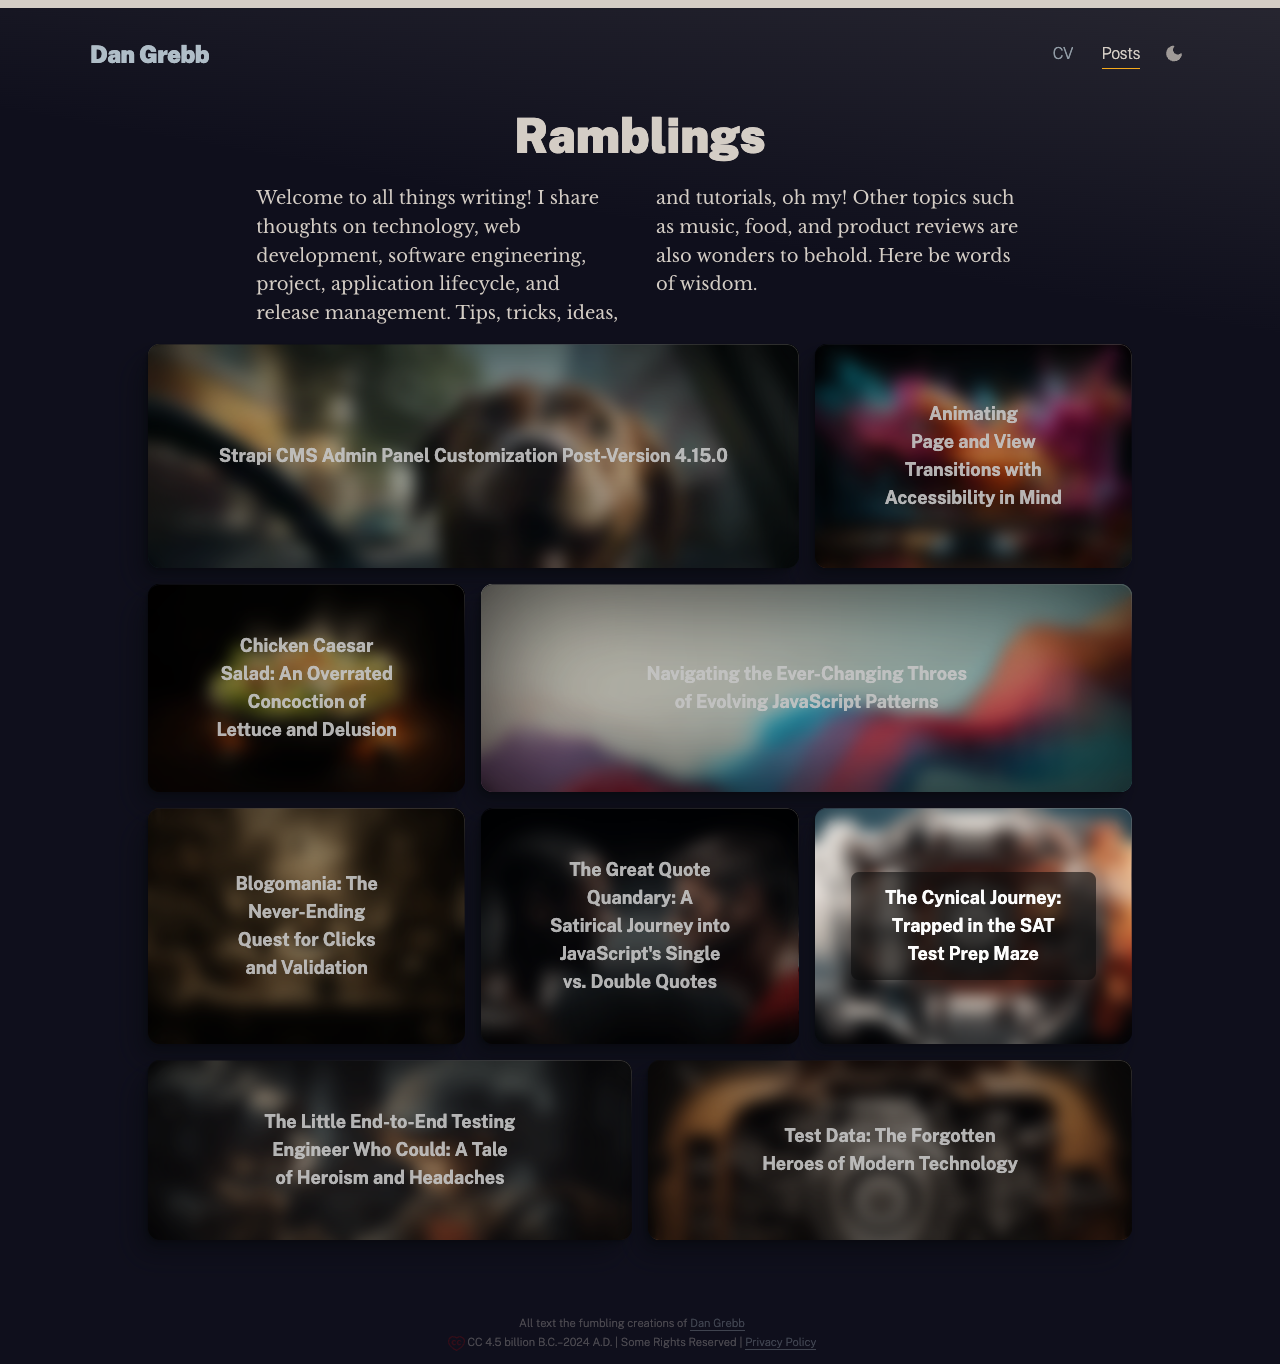 Dan Grebb
CV
Posts
Ramblings
Welcome to all things writing! I share
thoughts on technology, web
development, software engineering,
project, application lifecycle, and
release management. Tips, tricks, ideas,
and tutorials, oh my! Other topics such
as music, food, and product reviews are
also wonders to behold. Here be words
of wisdom.
Strapi CMS Admin Panel Customization Post-Version 4.15.0
Animating
Page and View
Transitions with
Accessibility in Mind
Chicken Caesar
Salad: An Overrated
Concoction of
Lettuce and Delusion
Navigating the Ever-Changing Throes
of Evolving JavaScript Patterns
Blogomania: The
Never-Ending
Quest for Clicks
and Validation
The Great Quote
Quandary: A
Satirical Journey into
JavaScript's Single
vs. Double Quotes
The Cynical Journey:
Trapped in the SAT
Test Prep Maze
The Little End-to-End Testing
Engineer Who Could: A Tale
of Heroism and Headaches
Test Data: The Forgotten
Heroes of Modern Technology
All text the fumbling creations of Dan Grebb
CC 4.5 billion B.C.–2024 A.D. | Some Rights Reserved | Privacy Policy